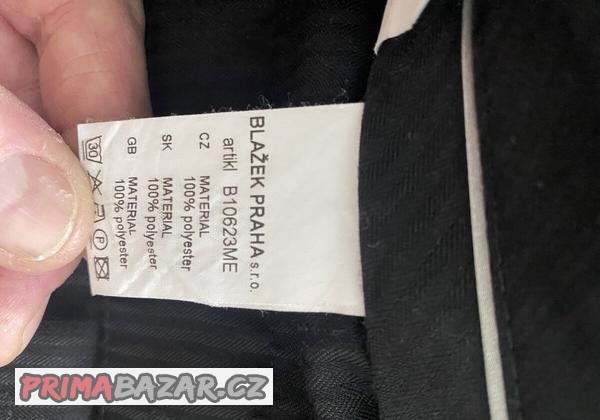 BLAŽEK PRAHA s.r.o.
artikl B10623ME
CZ MATERIAL
100% polyester
SK MATERIAL
100% polyester
GB MATERIAL
100% polyester
30
P
PRIMABAZAR.CZ